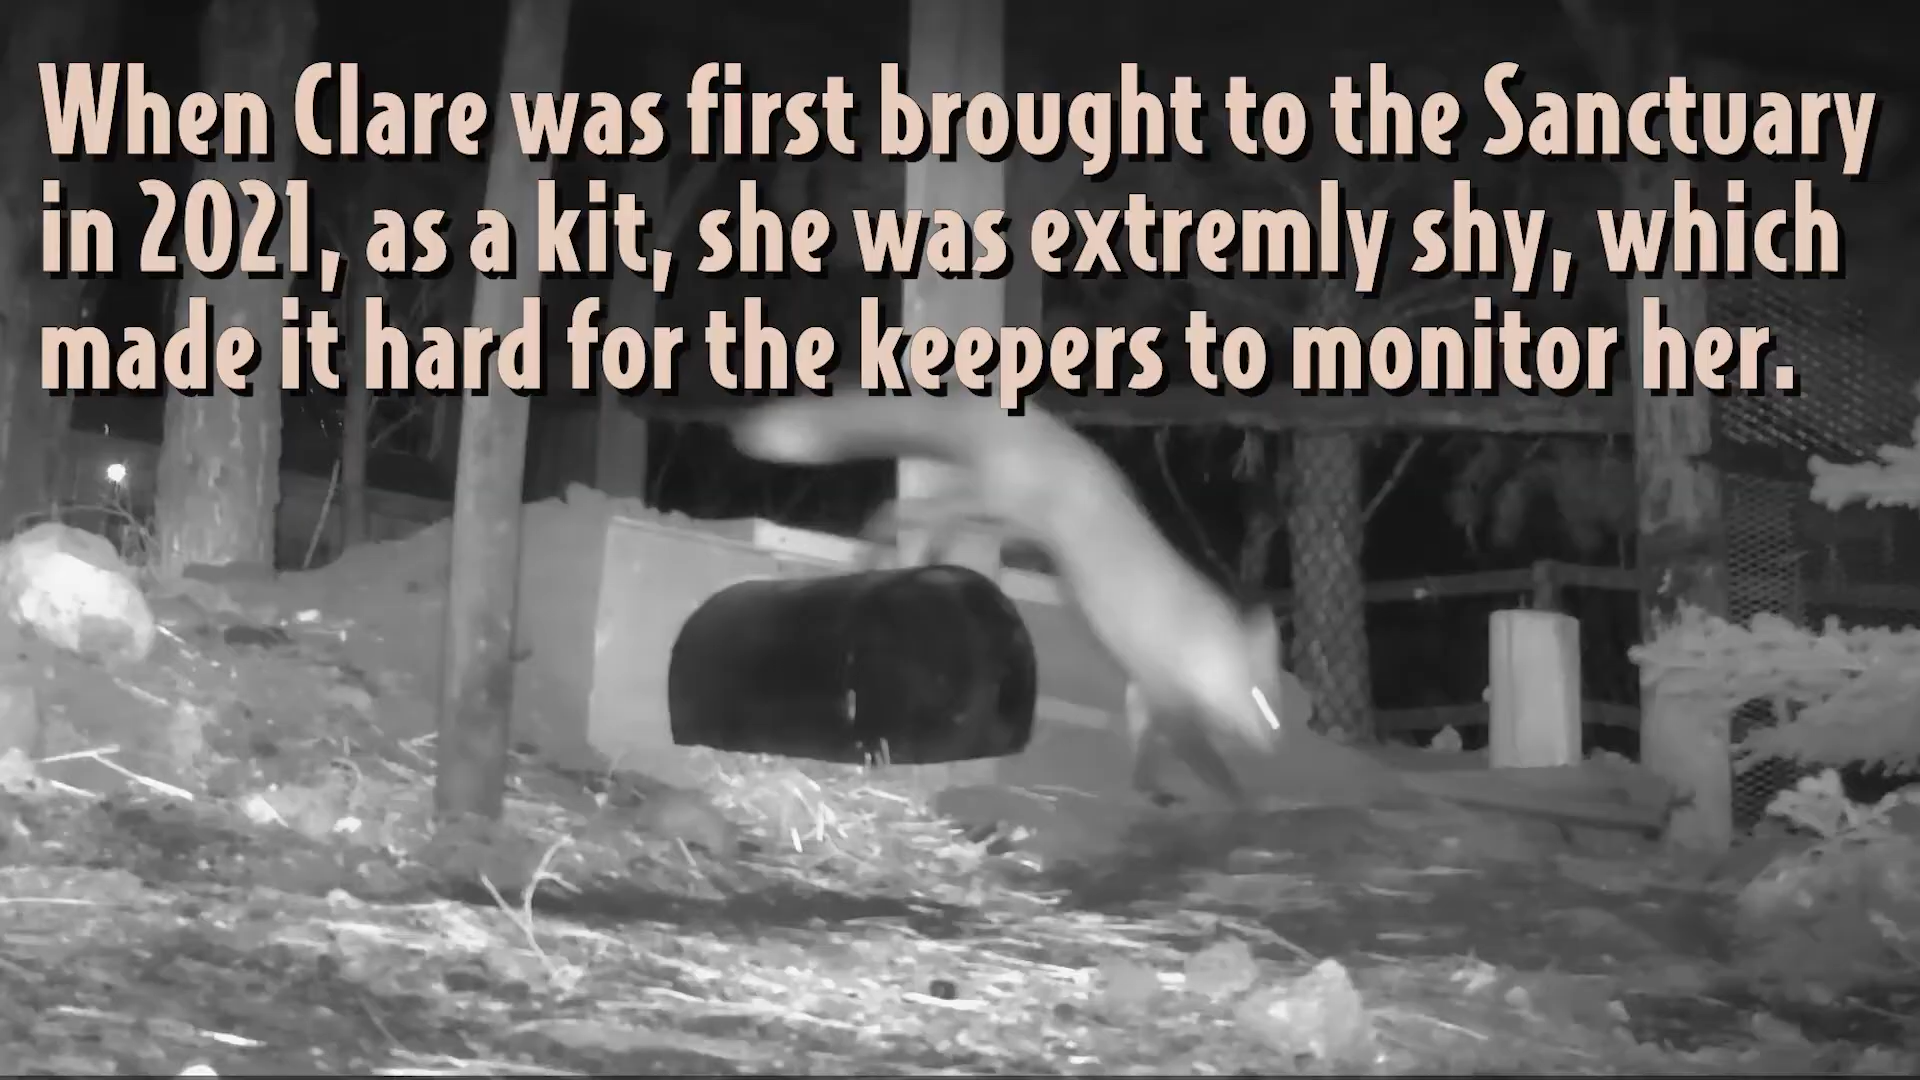 When Clare was first brought to the Sanctuary
in 2021, as a kit, she was extremly shy, which
made it hard for the keepers to monitor her.